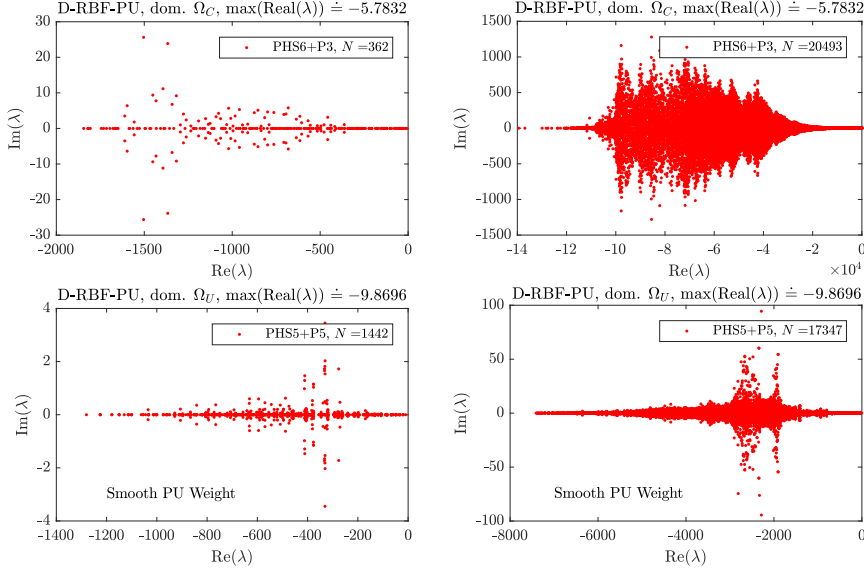 D-RBF-PU, dom. Ω_C, max(Real(λ)) ≐ −5.7832
PHS6+P3, N =362
30
20
10
0
-10
-20
-30
Im(λ)
-2000 -1500 -1000 -500 0
Re(λ)
D-RBF-PU, dom. Ω_C, max(Real(λ)) ≐ −5.7832
PHS6+P3, N =20493
1500
1000
500
0
-500
-1000
-1500
Im(λ)
-14 -12 -10 -8 -6 -4 -2 0
Re(λ)
×10⁴
D-RBF-PU, dom. Ω_U, max(Real(λ)) ≐ −9.8696
PHS5+P5, N =1442
4
2
0
-2
-4
Im(λ)
Smooth PU Weight
-1400 -1200 -1000 -800 -600 -400 -200 0
Re(λ)
D-RBF-PU, dom. Ω_U, max(Real(λ)) ≐ −9.8696
PHS5+P5, N =17347
100
50
0
-50
-100
Im(λ)
Smooth PU Weight
-8000 -6000 -4000 -2000 0
Re(λ)